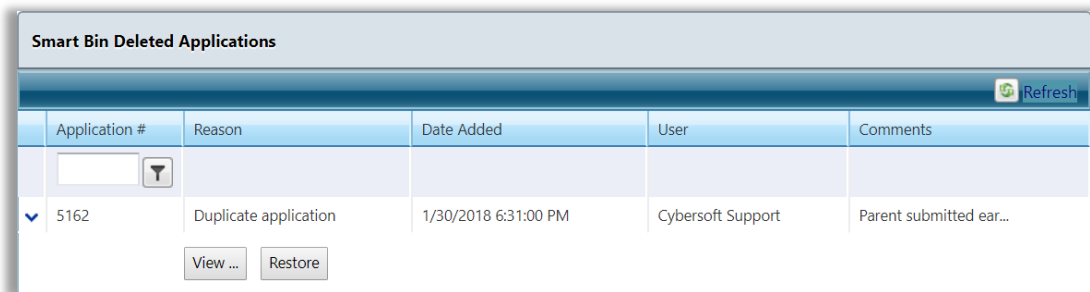 Smart Bin Deleted Applications
Refresh
Application # Reason Date Added User Comments
5162 Duplicate application 1/30/2018 6:31:00 PM Cybersoft Support Parent submitted ear...
View ... Restore